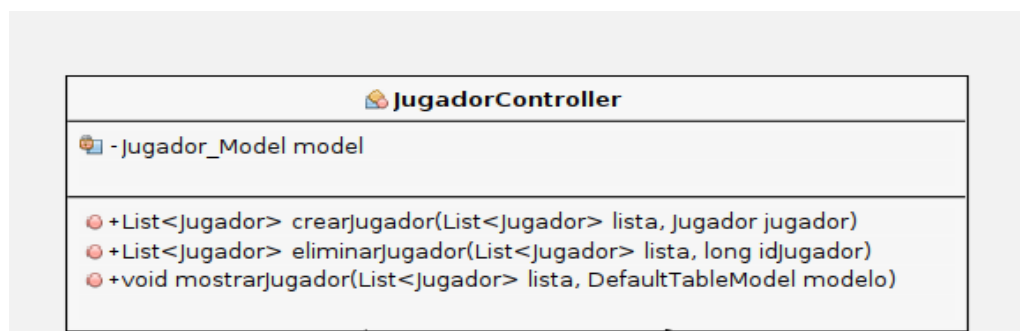 JugadorController
-Jugador_Model model
+List<Jugador> crearJugador(List<Jugador> lista, Jugador jugador)
+List<Jugador> eliminarJugador(List<Jugador> lista, long idJugador)
+void mostrarJugador(List<Jugador> lista, DefaultTableModel modelo)